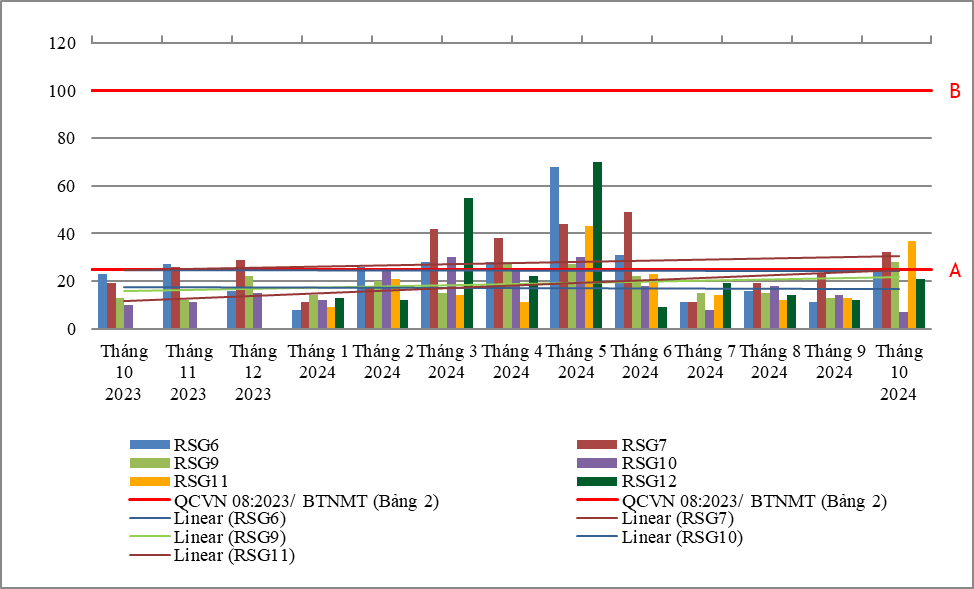 120
100
B
80
60
40
A
20
0
Tháng 10 2023
Tháng 11 2023
Tháng 12 2023
Tháng 1 2024
Tháng 2 2024
Tháng 3 2024
Tháng 4 2024
Tháng 5 2024
Tháng 6 2024
Tháng 7 2024
Tháng 8 2024
Tháng 9 2024
Tháng 10 2024
RSG6
RSG7
RSG9
RSG10
RSG11
RSG12
QCVN 08:2023/ BTNMT (Bảng 2)
QCVN 08:2023/ BTNMT (Bảng 2)
Linear (RSG6)
Linear (RSG7)
Linear (RSG9)
Linear (RSG10)
Linear (RSG11)